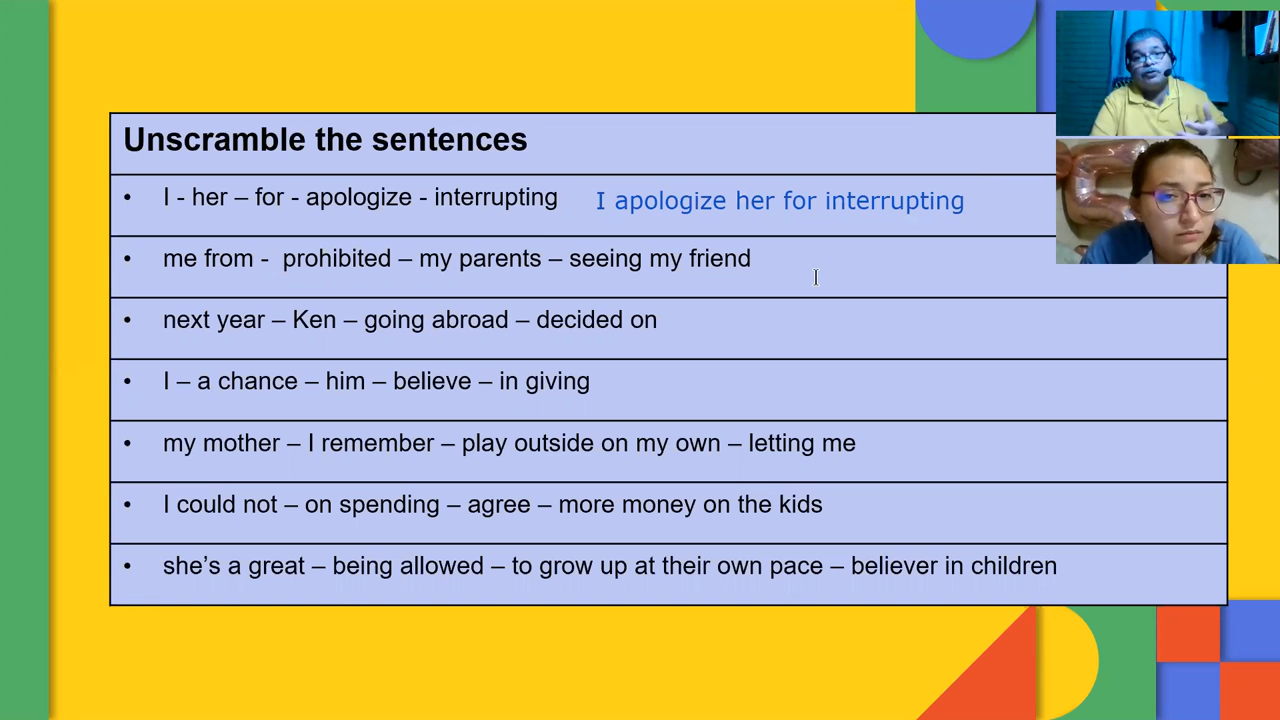 Unscramble the sentences
• I - her – for - apologize - interrupting I apologize her for interrupting
• me from - prohibited – my parents – seeing my friend
• next year – Ken – going abroad – decided on
• I – a chance – him – believe – in giving
• my mother – I remember – play outside on my own – letting me
• I could not – on spending – agree – more money on the kids
• she’s a great – being allowed – to grow up at their own pace – believer in children